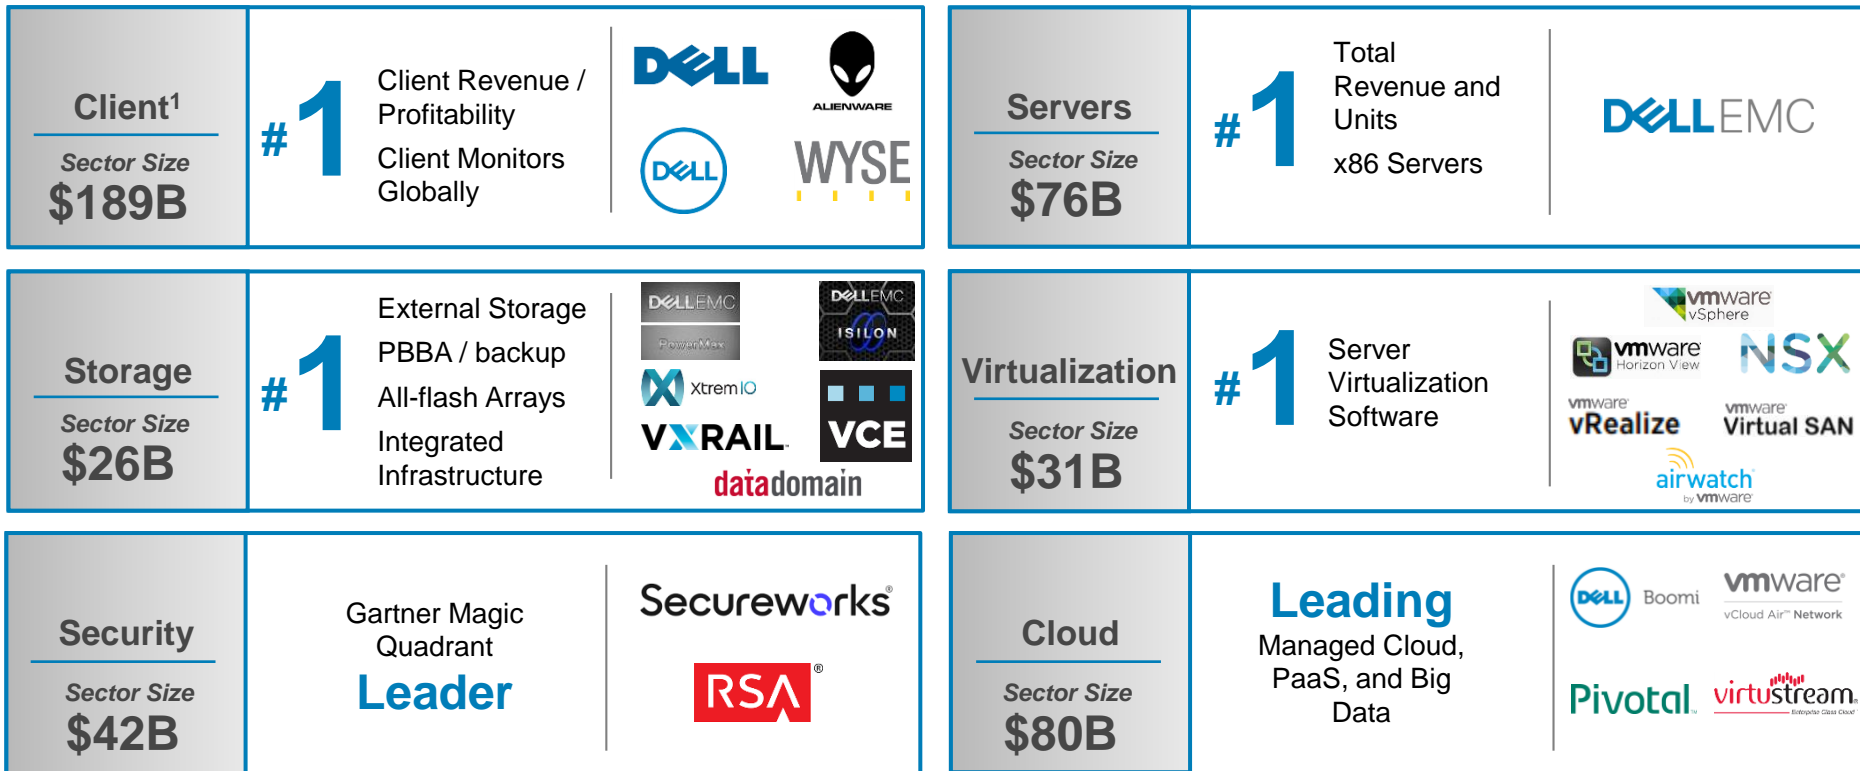 Client¹
Sector Size
$189B
#1
Client Revenue /
Profitability
Client Monitors
Globally
DELL
ALIENWARE
DELL
WYSE
Servers
Sector Size
$76B
#1
Total
Revenue and
Units
x86 Servers
DELLEMC
Storage
Sector Size
$26B
#1
External Storage
PBBA / backup
All-flash Arrays
Integrated
Infrastructure
DELLEMC
PowerMax
DELLEMC
ISILON
XtremIO
VXRAIL
VCE
datadomain
Virtualization
Sector Size
$31B
#1
Server
Virtualization
Software
vmware
vSphere
vmware
Horizon View
NSX
vmware
vRealize
vmware
Virtual SAN
airwatch
by vmware
Security
Sector Size
$42B
Gartner Magic
Quadrant
Leader
Secureworks®
RSA®
Cloud
Sector Size
$80B
Leading
Managed Cloud,
PaaS, and Big
Data
DELL Boomi
vmware®
vCloud Air™ Network
Pivotal™
virtustream
Enterprise Class Cloud